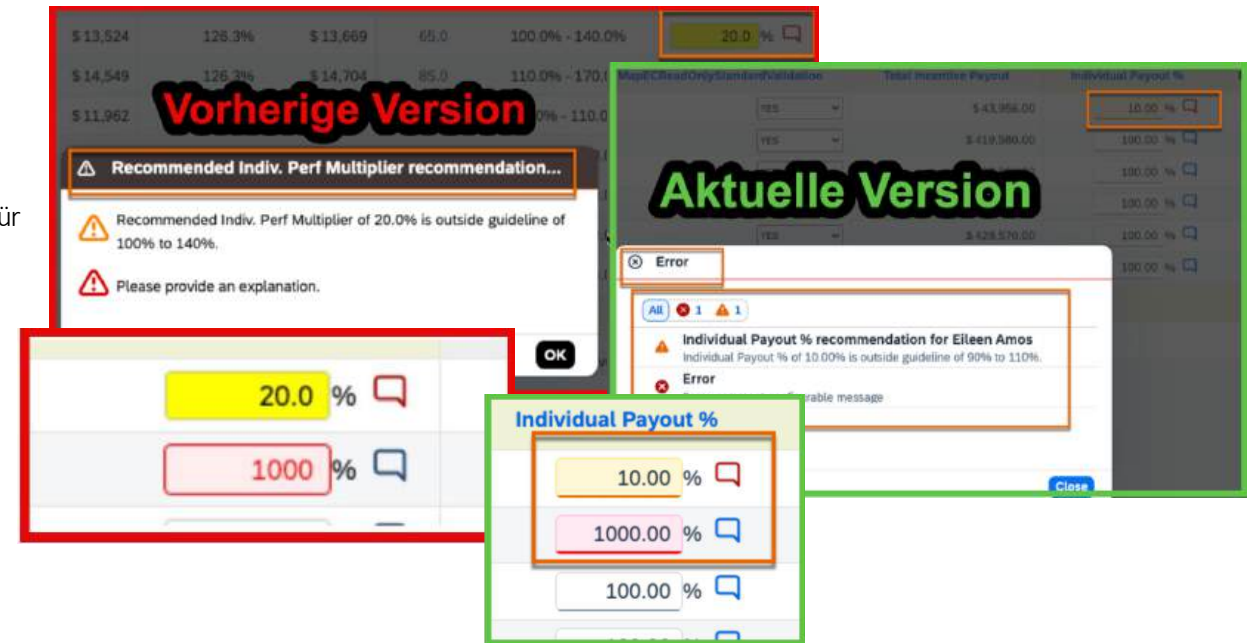 $ 13,524 126.3% $ 13,669 65.0 100.0% - 140.0% 20.0 %
$ 14,549 126.3% $ 14,704 85.0 110.0% - 170.
$ 11,962 0% - 110.0
Vorherige Version
Recommended Indiv. Perf Multiplier recommendation...
ür
Recommended Indiv. Perf Multiplier of 20.0% is outside guideline of
100% to 140%.
Please provide an explanation.
OK
20.0 %
1000 %
MapECReadOnlyStandardValidation Total Incentive Payout Individual Payout %
YES $ 43,956.00 10.00 %
YES $ 419,580.00 100.00 %
100.00 %
Aktuelle Version
100.00 %
YES $ 429,570.00 100.00 %
100.00 %
Error
All 1 1
Individual Payout % recommendation for Eileen Amos
Individual Payout % of 10.00% is outside guideline of 90% to 110%.
Error
message
Close
Individual Payout %
10.00 %
1000.00 %
100.00 %